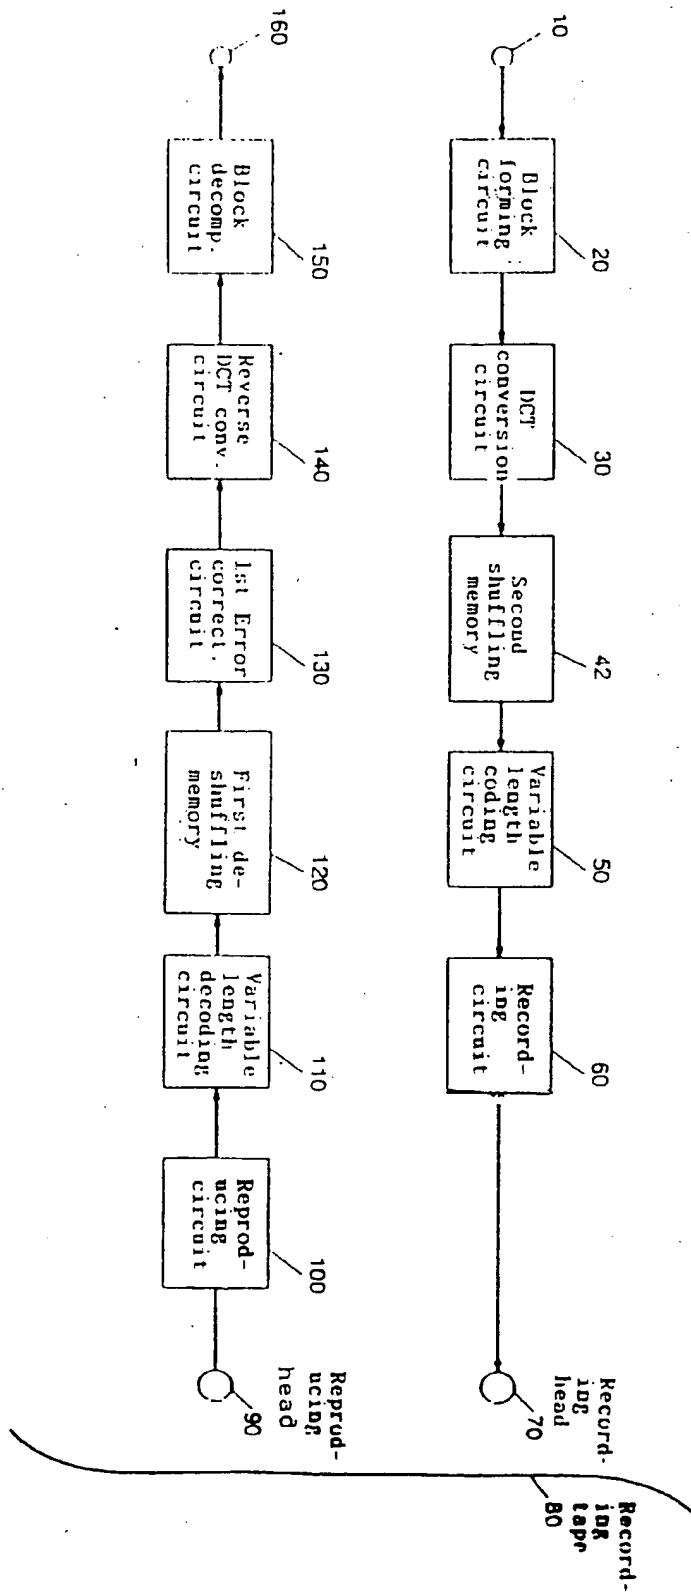 10
Block
forming
circuit
20
DCT
conversion
circuit
30
Second
shuffling
memory
42
Variable
length
coding
circuit
50
Record-
ing
circuit
60
Record-
ing
head
70
Record-
ing
tape
80
160
Block
decomp.
circuit
150
Reverse
DCT conv.
circuit
140
1st Error
correct.
circuit
130
First de-
shuffling
memory
120
Variable
length
decoding
circuit
110
Reprod-
ucing
circuit
100
Reprod-
ucing
head
90